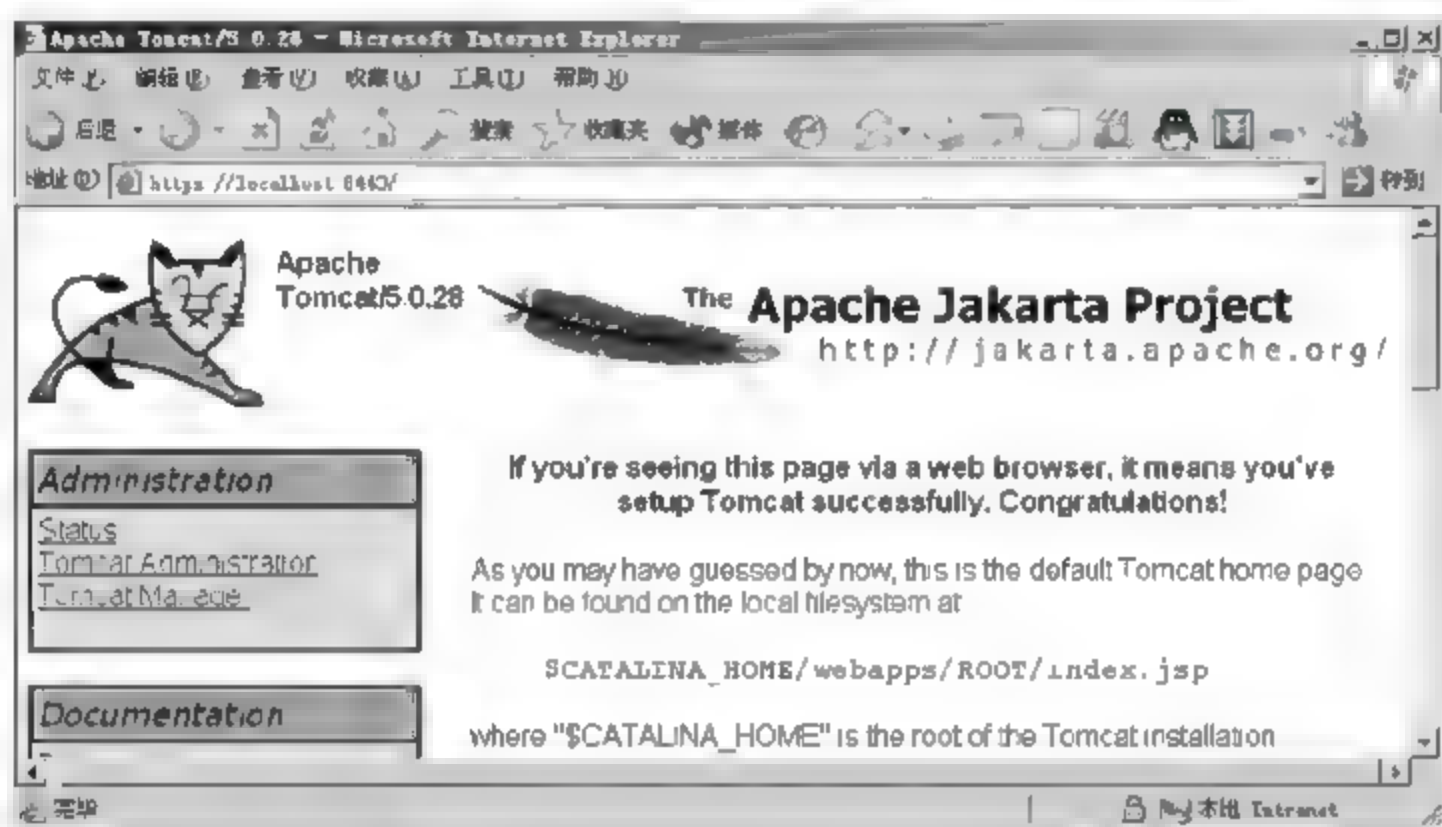 Apache Tomcat/5.0.28 - Microsoft Internet Explorer
文件(F) 编辑(E) 查看(V) 收藏(A) 工具(T) 帮助(H)
后退 搜索 收藏夹 媒体
地址(D) https://localhost:8443/ 转到
Apache
Tomcat/5.0.28
The Apache Jakarta Project
http://jakarta.apache.org/
Administration
Status
Tomcat Administration
Tomcat Manager
If you're seeing this page via a web browser, it means you've
setup Tomcat successfully. Congratulations!
As you may have guessed by now, this is the default Tomcat home page
It can be found on the local filesystem at
$CATALINA_HOME/webapps/ROOT/index.jsp
Documentation
where "$CATALINA_HOME" is the root of the Tomcat installation
完毕 本地 Intranet